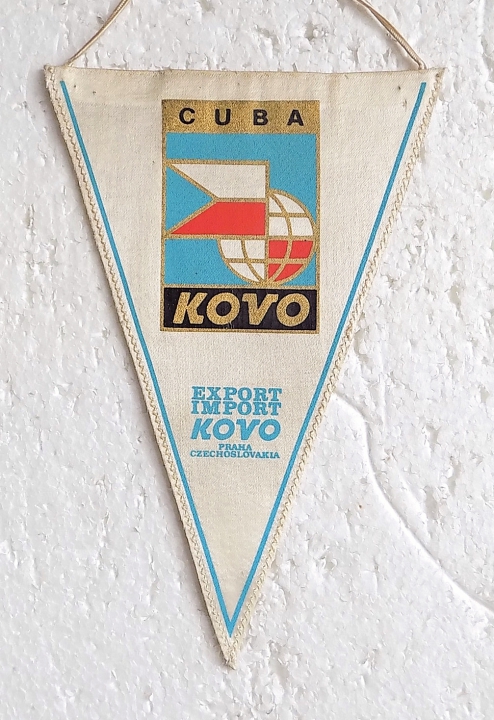 CUBA
KOVO
EXPORT
IMPORT
KOVO
PRAHA
CZECHOSLOVAKIA